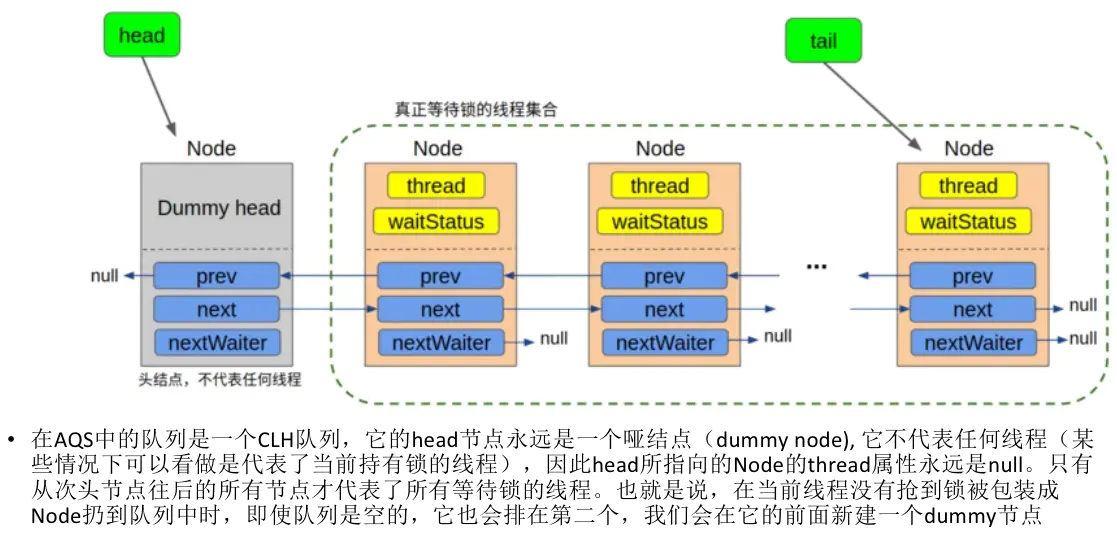 head
tail
真正等待锁的线程集合
Node
Node
Node
Node
Dummy head
thread
thread
thread
waitStatus
waitStatus
waitStatus
...
null
prev
prev
prev
prev
next
next
next
next
null
nextWaiter
nextWaiter
null
nextWaiter
null
nextWaiter
null
头结点，不代表任何线程
• 在AQS中的队列是一个CLH队列，它的head节点永远是一个哑结点（dummy node), 它不代表任何线程（某
些情况下可以看做是代表了当前持有锁的线程），因此head所指向的Node的thread属性永远是null。只有
从次头节点往后的所有节点才代表了所有等待锁的线程。也就是说，在当前线程没有抢到锁被包装成
Node扔到队列中时，即使队列是空的，它也会排在第二个，我们会在它的前面新建一个dummy节点